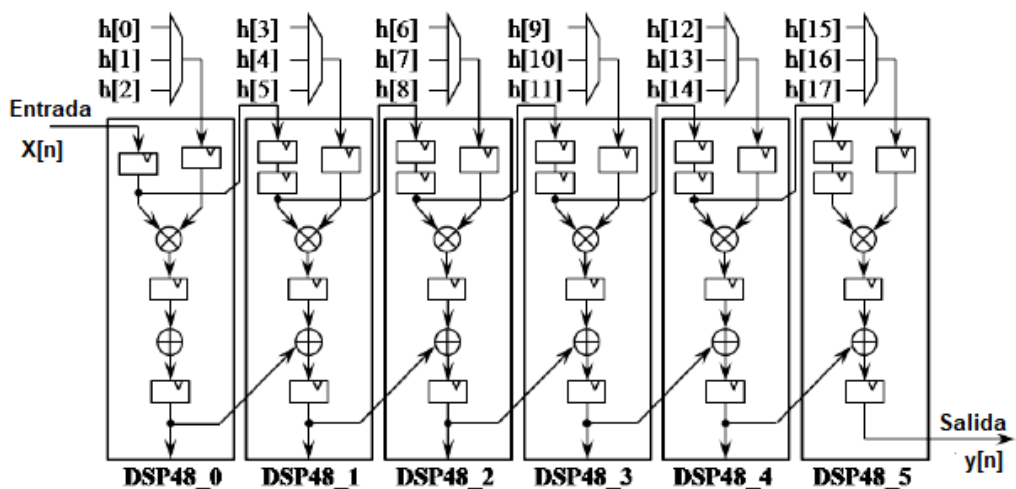 h[0] h[3] h[6] h[9] h[12] h[15]
h[1] h[4] h[7] h[10] h[13] h[16]
h[2] h[5] h[8] h[11] h[14] h[17]
Entrada
X[n]
Salida
y[n]
DSP48_0 DSP48_1 DSP48_2 DSP48_3 DSP48_4 DSP48_5